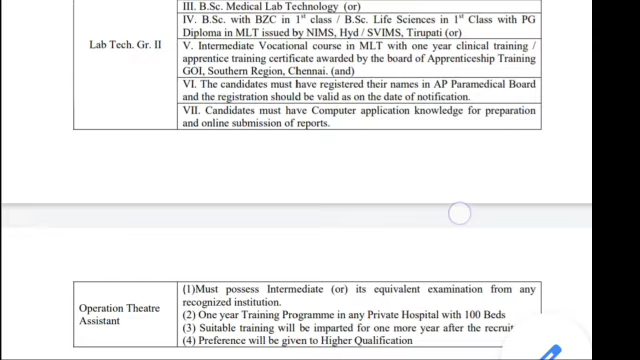 III. B.Sc. Medical Lab Technology (or)
IV. B.Sc. with BZC in 1st class / B.Sc. Life Sciences in 1st Class with PG
Diploma in MLT issued by NIMS, Hyd / SVIMS, Tirupati (or)
Lab Tech. Gr. II
V. Intermediate Vocational course in MLT with one year clinical training /
apprentice training certificate awarded by the board of Apprenticeship Training
GOI, Southern Region, Chennai. (and)
VI. The candidates must have registered their names in AP Paramedical Board
and the registration should be valid as on the date of notification.
VII. Candidates must have Computer application knowledge for preparation
and online submission of reports.
Operation Theatre
Assistant
(1)Must possess Intermediate (or) its equivalent examination from any
recognized institution.
(2) One year Training Programme in any Private Hospital with 100 Beds
(3) Suitable training will be imparted for one more year after the recruit
(4) Preference will be given to Higher Qualification